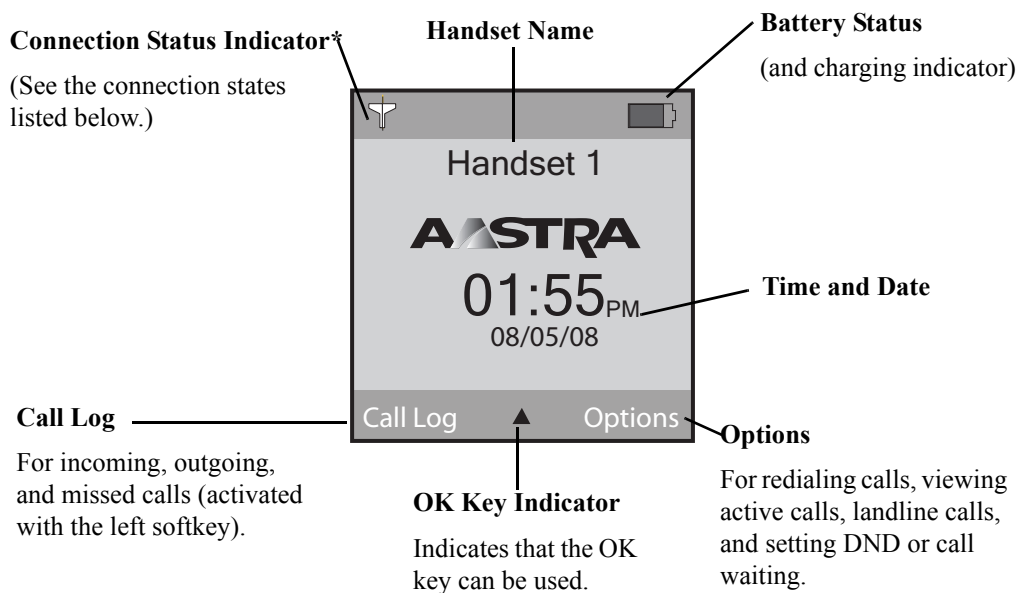 Connection Status Indicator*
(See the connection states
listed below.)
Handset Name
Battery Status
(and charging indicator)
Handset 1
AASTRA
01:55PM
08/05/08
Time and Date
Call Log
Options
Call Log
For incoming, outgoing,
and missed calls (activated
with the left softkey).
OK Key Indicator
Indicates that the OK
key can be used.
Options
For redialing calls, viewing
active calls, landline calls,
and setting DND or call
waiting.